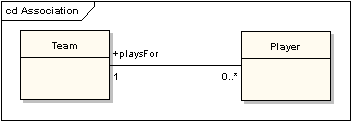 cd Association
Team
Player
+playsFor
1
0..*